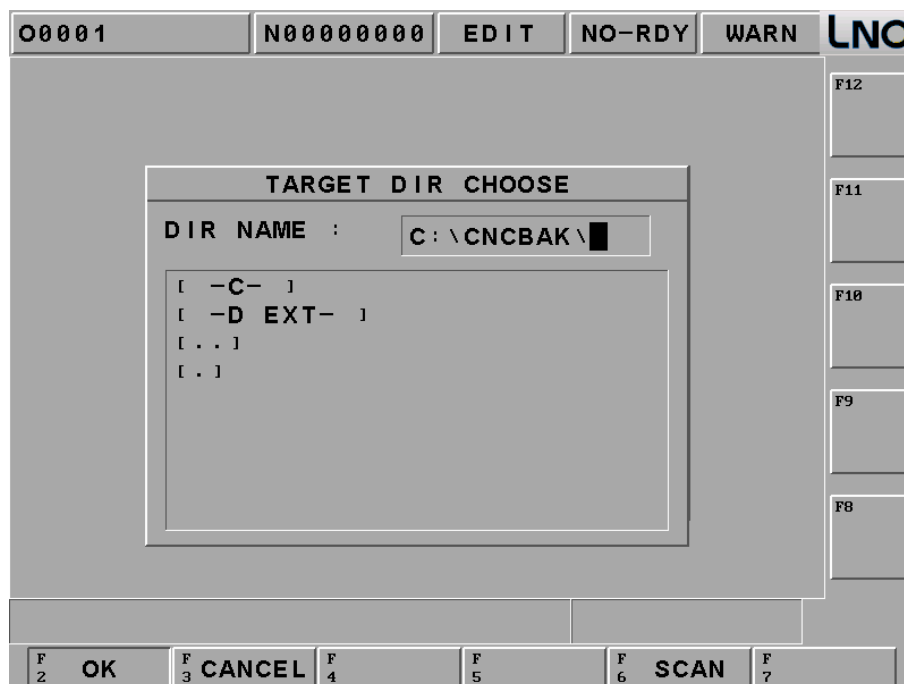 O0001 N00000000 EDIT NO-RDY WARN LNC
F12
TARGET DIR CHOOSE
F11
DIR NAME : C:\CNCBAK\
[ -C- ]
[ -D EXT- ]
F10
[..]
[.]
F9
F8
F2 OK F3 CANCEL F4 F5 F6 SCAN F7